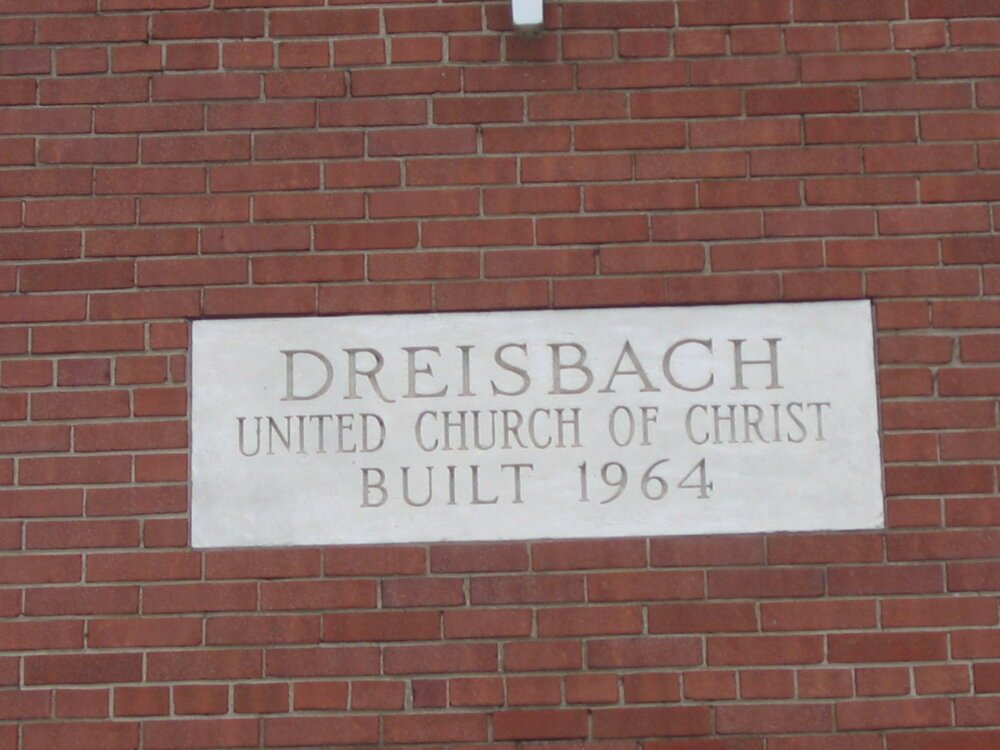 DREISBACH
UNITED CHURCH OF CHRIST
BUILT 1964